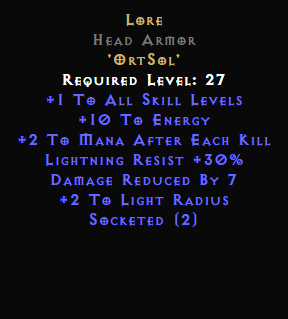 Lore
Head Armor
'OrtSol'
Required Level: 27
+1 To All Skill Levels
+10 To Energy
+2 To Mana After Each Kill
Lightning Resist +30%
Damage Reduced By 7
+2 To Light Radius
Socketed (2)